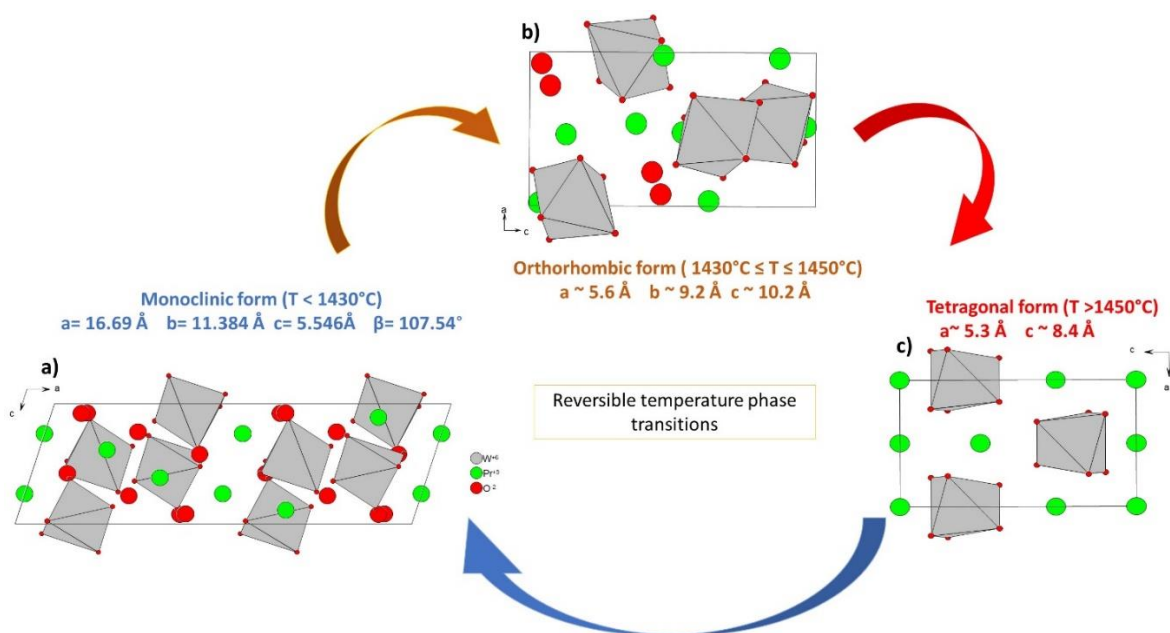 b)
a
c
Orthorhombic form ( 1430°C ≤ T ≤ 1450°C)
a ~ 5.6 Å b ~ 9.2 Å c ~ 10.2 Å
Monoclinic form (T < 1430°C)
a= 16.69 Å b= 11.384 Å c= 5.546Å β= 107.54°
Tetragonal form (T >1450°C)
a~ 5.3 Å c ~ 8.4 Å
a)
a
c
c)
c
a
Reversible temperature phase
transitions
W+6
Pr+3
O-2